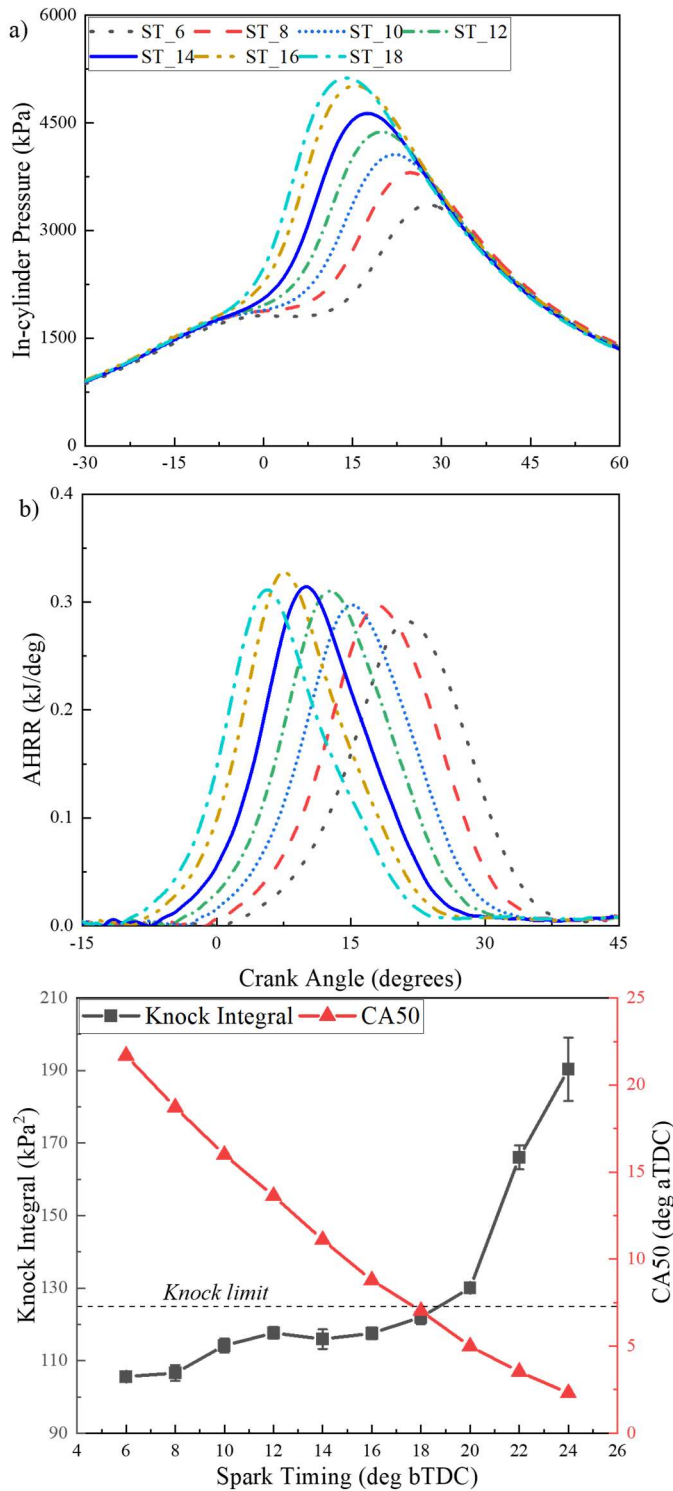 a)
6000
4500
3000
1500
0
In-cylinder Pressure (kPa)
ST_6 ST_8 ST_10 ST_12
ST_14 ST_16 ST_18
-30 -15 0 15 30 45 60
b)
0.4
0.3
0.2
0.1
0.0
AHRR (kJ/deg)
-15 0 15 30 45
Crank Angle (degrees)
210
190
170
150
130
110
90
Knock Integral (kPa²)
Knock Integral CA50
Knock limit
25
20
15
10
5
0
CA50 (deg aTDC)
4 6 8 10 12 14 16 18 20 22 24 26
Spark Timing (deg bTDC)